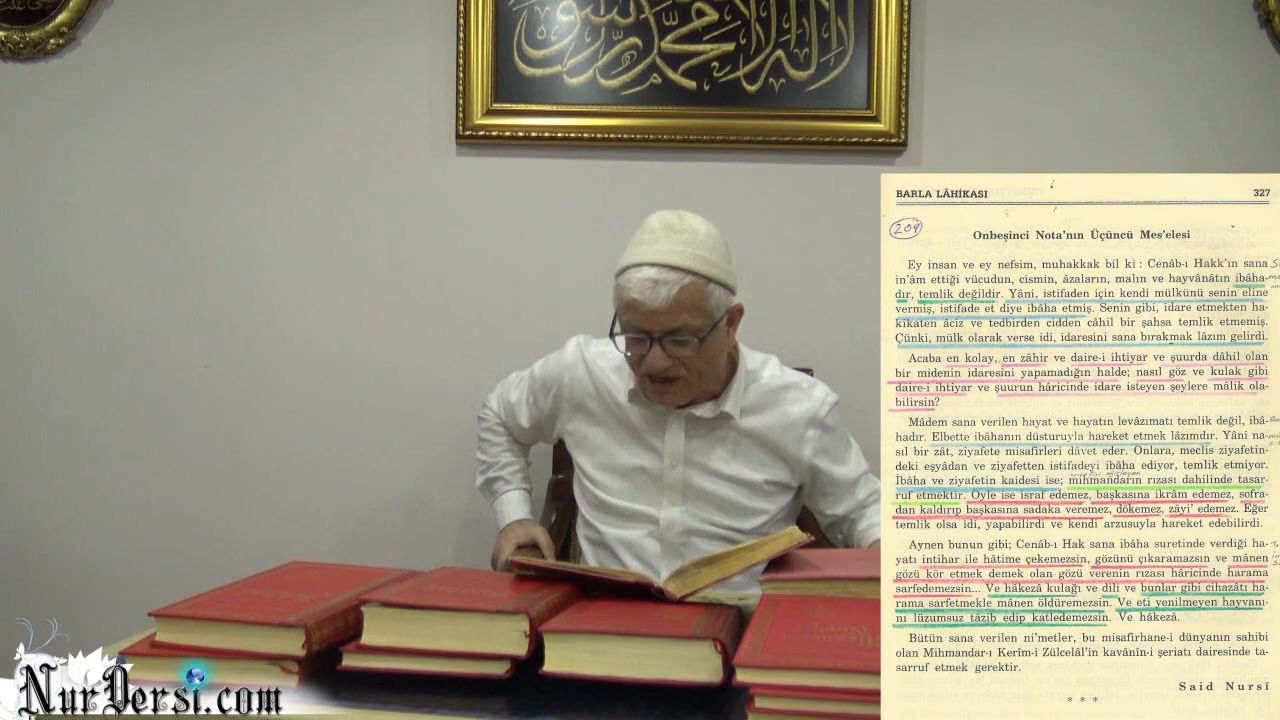 لا إله إلا الله محمد رسول
BARLA LÂHİKASI 327
209
Onbeşinci Nota'nın Üçüncü Mes'elesi
Ey insan ve ey nefsim, muhakkak bil ki : Cenâb-ı Hakk'ın sana
in'âm ettiği vücudun, cismin, âzaların, malın ve hayvânâtın ibâha-
dır, temlik değildir. Yâni, istifaden için kendi mülkünü senin eline
vermiş, istifade et diye ibâha etmiş. Senin gibi, idare etmekten ha-
kikaten âciz ve tedbirden cidden câhil bir şahsa temlik etmemiş.
Çünki, mülk olarak verse idi, idaresini sana bırakmak lâzım gelirdi.
Acaba en kolay, en zâhir ve daire-i ihtiyar ve şuurda dâhil olan
bir midenin idaresini yapamadığın halde; nasıl göz ve kulak gibi
daire-i ihtiyar ve şuurun hâricinde idare isteyen şeylere mâlik ola-
bilirsin?
Mâdem sana verilen hayat ve hayatın levâzımatı temlik değil, ibâ-
hadır. Elbette ibâhanın düsturuyla hareket etmek lâzımdır. Yâni na-
sıl bir zât, ziyafete misafirleri dâvet eder. Onlara, meclis ziyafetin-
deki eşyâdan ve ziyafetten istifadeyi ibâha ediyor, temlik etmiyor.
İbâha ve ziyafetin kaidesi ise; mihmandarın rızası dahilinde tasar-
ruf etmektir. Öyle ise israf edemez, başkasına ikrâm edemez, sofra-
dan kaldırıp başkasına sadaka veremez, dökemez, zâyi' edemez. Eğer
temlik olsa idi, yapabilirdi ve kendi arzusıyla hareket edebilirdi.
Aynen bunun gibi; Cenâb-ı Hak sana ibâha suretinde verdiği ha-
yatı intihar ile hâtime çekemezsin, gözünü çıkaramazsın ve mânen
gözü kör etmek demek olan gözü verenin rızası hâricinde harama
sarfedemezsin... Ve hâkezâ kulağı ve dili ve bunlar gibi cihazâtı ha-
rama sarfetmekle mânen öldüremezsin. Ve eti yenilmeyen hayvanı-
nı lüzumsuz tâzib edip katledemezsin. Ve hâkezâ.
Bütün sana verilen ni'metler, bu misafirhane-i dünyanın sahibi
olan Mihmandar-ı Kerîm-i Zülcelâl'in kavânîn-i şeriatı dairesinde ta-
sarruf etmek gerektir.
Said Nursî
* * *
NurDersi.com